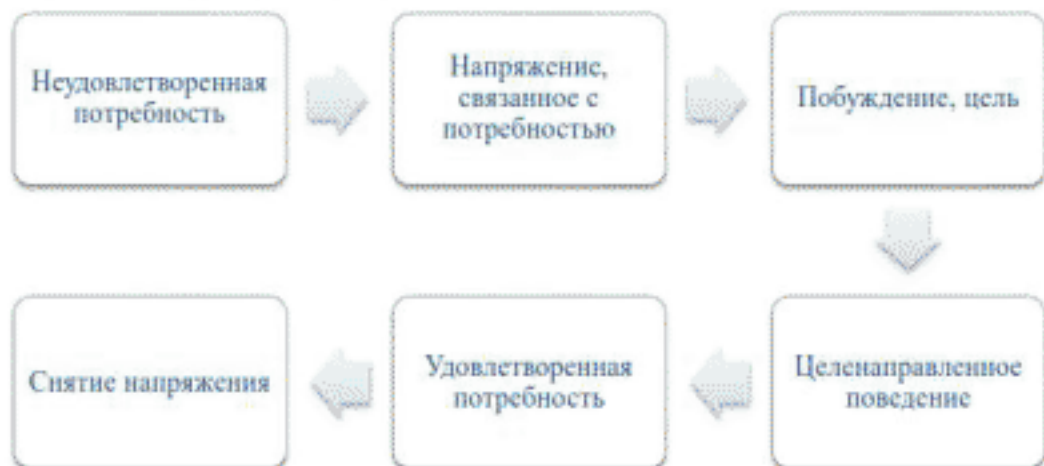 Неудовлетворенная
потребность
Напряжение,
связанное с
потребностью
Побуждение, цель
Целенаправленное
поведение
Удовлетворенная
потребность
Снятие напряжения